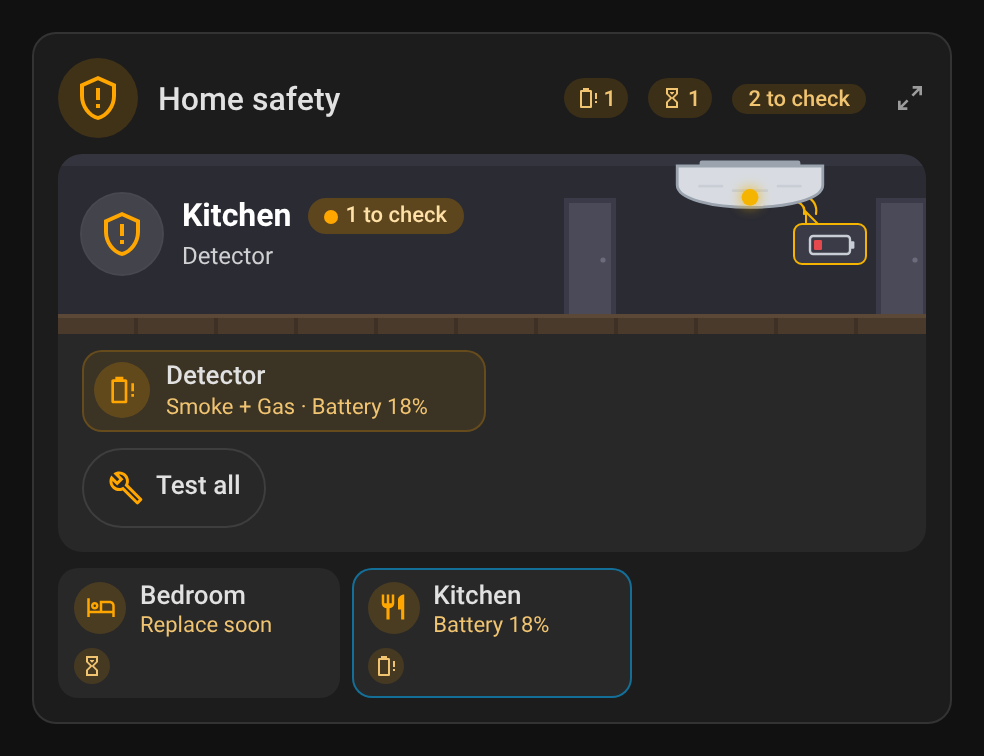 Home safety
1
1
2 to check
Kitchen
1 to check
Detector
Detector
Smoke + Gas · Battery 18%
Test all
Bedroom
Replace soon
Kitchen
Battery 18%